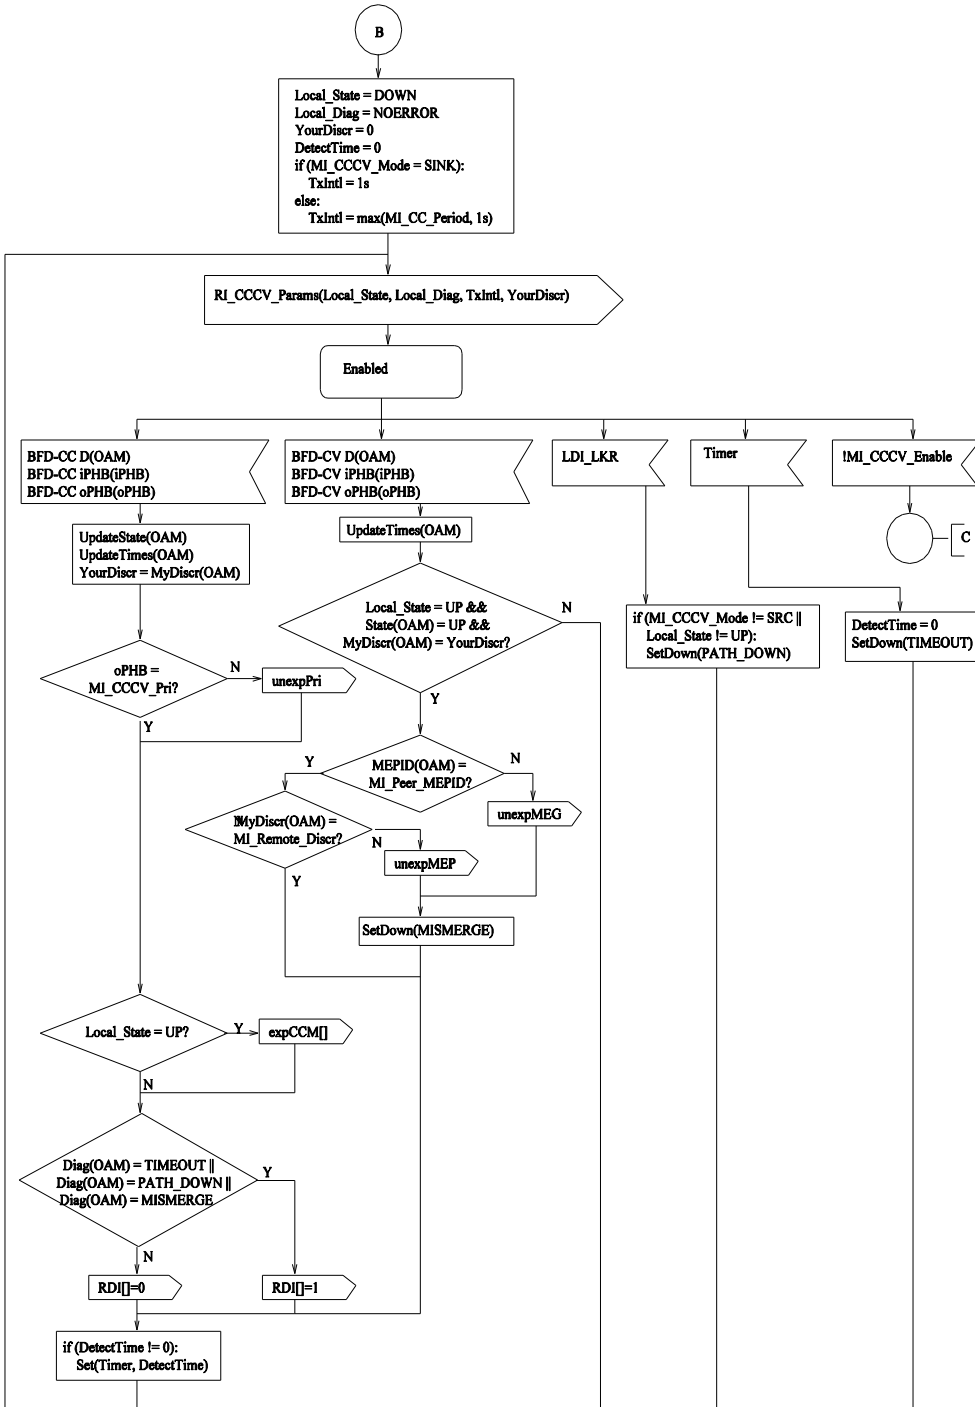 B
Local_State = DOWN
Local_Diag = NOERROR
YourDiscr = 0
DetectTime = 0
if (MI_CCCV_Mode = SINK):
TxIntl = 1s
else:
TxIntl = max(MI_CC_Period, 1s)
RI_CCCV_Params(Local_State, Local_Diag, TxIntl, YourDiscr)
Enabled
BFD-CC D(OAM)
BFD-CC iPHB(iPHB)
BFD-CC oPHB(oPHB)
BFD-CV D(OAM)
BFD-CV iPHB(iPHB)
BFD-CV oPHB(oPHB)
LDI_LKR
Timer
!MI_CCCV_Enable
C
UpdateState(OAM)
UpdateTimes(OAM)
YourDiscr = MyDiscr(OAM)
UpdateTimes(OAM)
Local_State = UP &&
State(OAM) = UP &&
MyDiscr(OAM) = YourDiscr?
N
Y
if (MI_CCCV_Mode != SRC ||
Local_State != UP):
SetDown(PATH_DOWN)
DetectTime = 0
SetDown(TIMEOUT)
oPHB =
MI_CCCV_Pri?
N
unexpPri
Y
MEPID(OAM) =
MI_Peer_MEPID?
Y
N
unexpMEG
MyDiscr(OAM) =
MI_Remote_Discr?
N
unexpMEP
Y
SetDown(MISMERGE)
Local_State = UP?
Y
expCCM[]
N
Diag(OAM) = TIMEOUT ||
Diag(OAM) = PATH_DOWN ||
Diag(OAM) = MISMERGE
Y
N
RDI[]=0
RDI[]=1
if (DetectTime != 0):
Set(Timer, DetectTime)